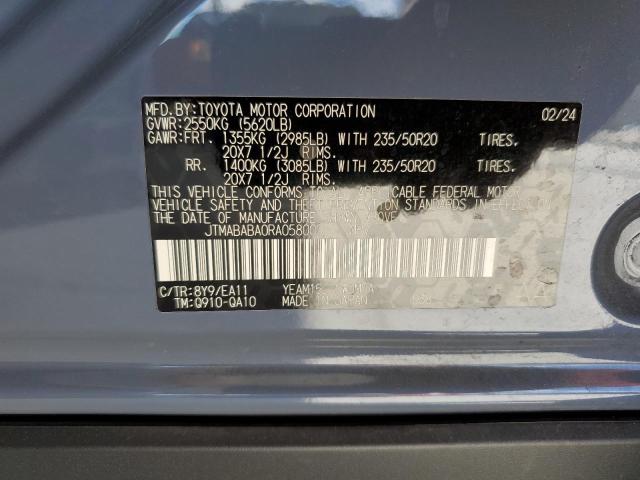 MFD.BY:TOYOTA MOTOR CORPORATION 02/24
GVWR:2550KG (5620LB)
GAWR:FRT. 1355KG (2985LB) WITH 235/50R20 TIRES.
20X7 1/2J RIMS.
RR. 1400KG (3085LB) WITH 235/50R20 TIRES.
20X7 1/2J RIMS.
THIS VEHICLE CONFORMS TO FEDERAL MOTOR
VEHICLE SAFETY AND THEFT PREVENTION STANDARDS IN EFFECT ON
THE DATE OF MANUFACTURE SHOWN ABOVE.
C/TR:8Y9/EA11
TM:Q910-QA10 MADE IN JAPAN